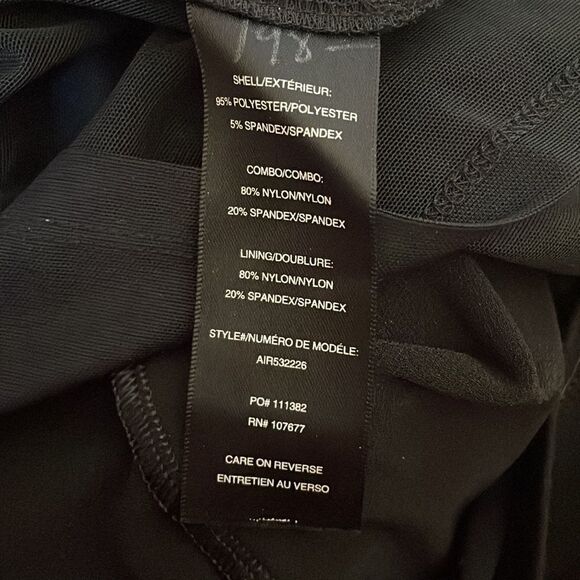 198-
SHELL/EXTÉRIEUR:
95% POLYESTER/POLYESTER
5% SPANDEX/SPANDEX
COMBO/COMBO:
80% NYLON/NYLON
20% SPANDEX/SPANDEX
LINING/DOUBLURE:
80% NYLON/NYLON
20% SPANDEX/SPANDEX
STYLE#/NUMÉRO DE MODÉLE:
AIR532226
PO# 111382
RN# 107677
CARE ON REVERSE
ENTRETIEN AU VERSO